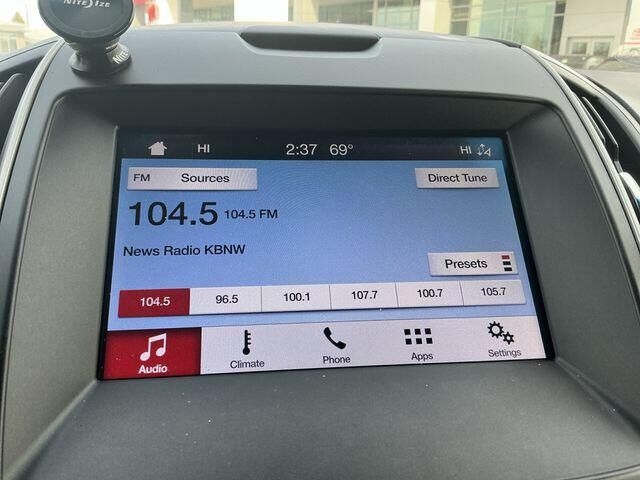 NITE IZE
NITE
HI 2:37 69° HI
FM Sources Direct Tune
104.5 104.5 FM
News Radio KBNW
Presets
104.5 96.5 100.1 107.7 100.7 105.7
Audio Climate Phone Apps Settings